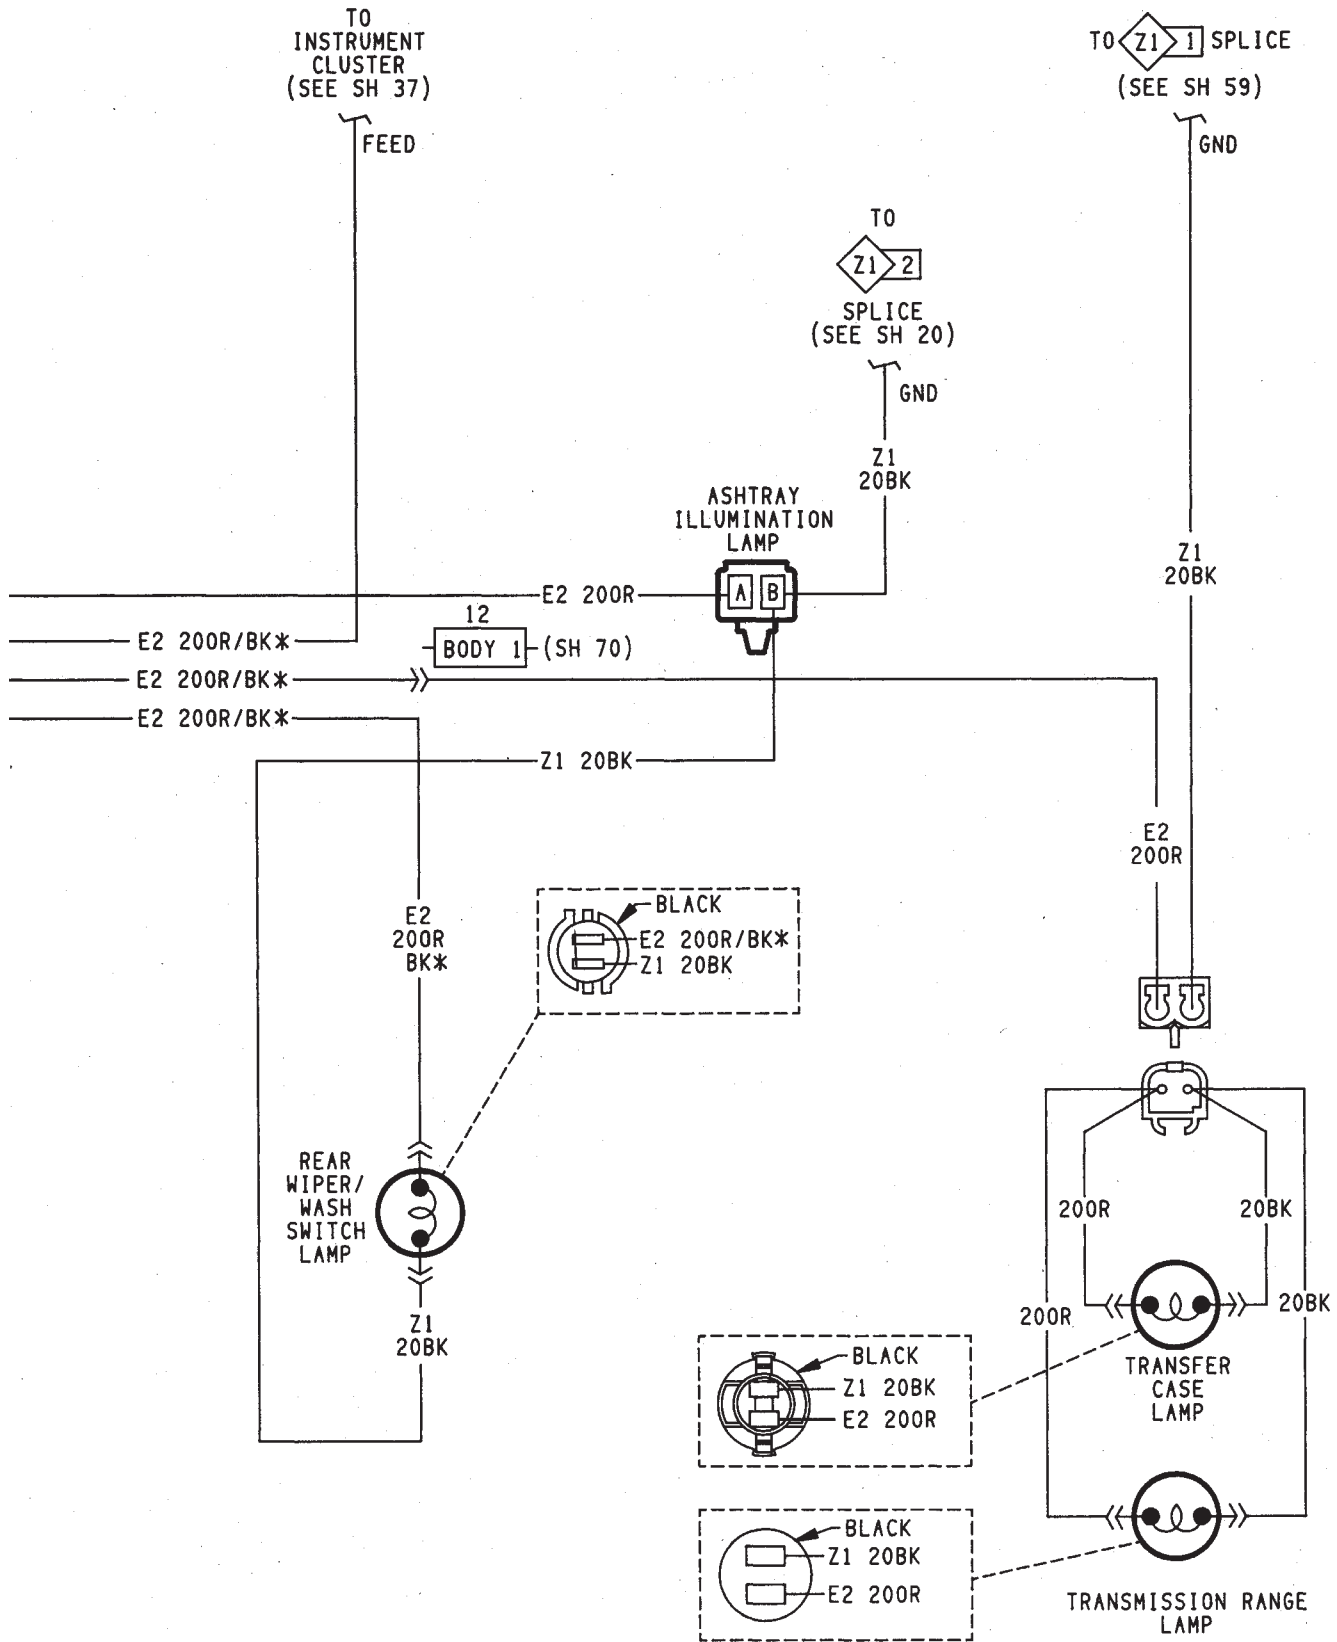 TO
INSTRUMENT
CLUSTER
(SEE SH 37)
FEED
TO Z1 1 SPLICE
(SEE SH 59)
GND
TO
Z1 2
SPLICE
(SEE SH 20)
GND
Z1
20BK
ASHTRAY
ILLUMINATION
LAMP
A B
Z1
20BK
E2 20OR
12
BODY 1 (SH 70)
E2 20OR/BK*
E2 20OR/BK*
E2 20OR/BK*
Z1 20BK
E2
20OR
E2
20OR
BK*
BLACK
E2 20OR/BK*
Z1 20BK
REAR
WIPER/
WASH
SWITCH
LAMP
Z1
20BK
20OR
20BK
20OR
20BK
TRANSFER
CASE
LAMP
BLACK
Z1 20BK
E2 20OR
BLACK
Z1 20BK
E2 20OR
TRANSMISSION RANGE
LAMP